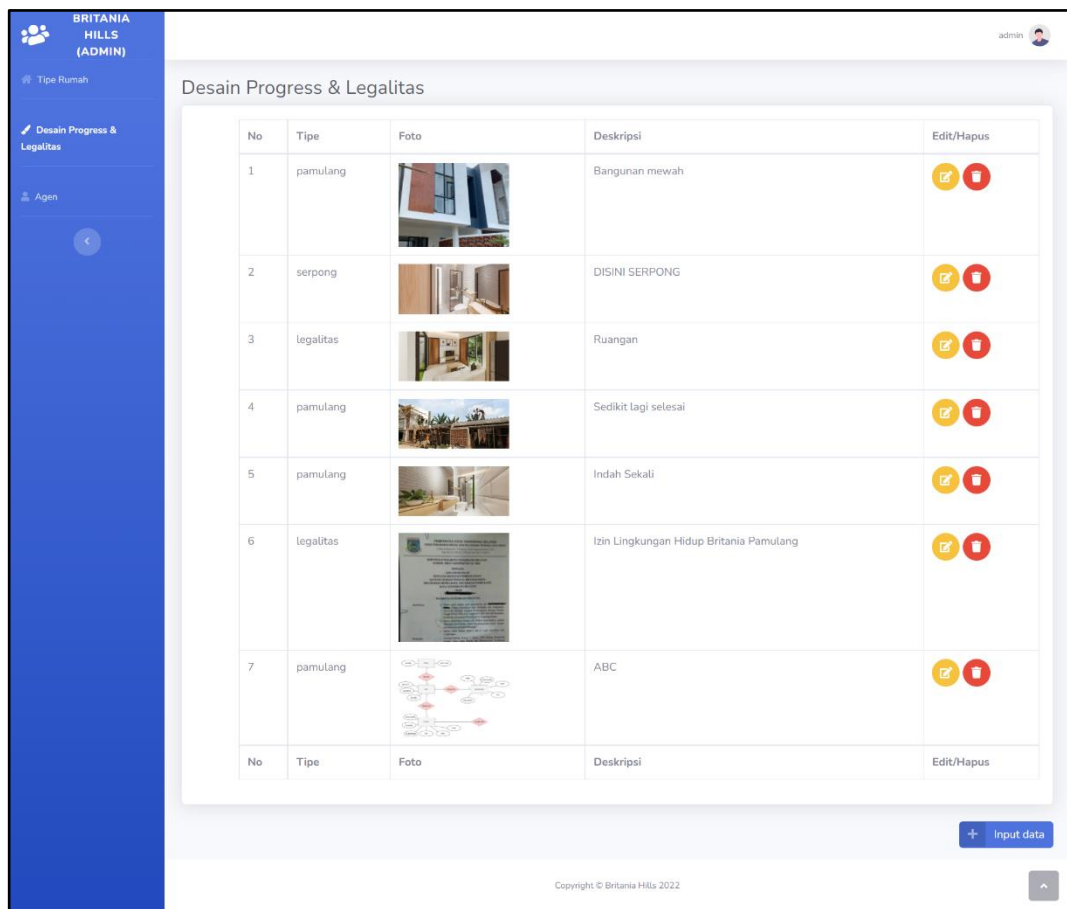 BRITANIA
HILLS
(ADMIN)
admin
Tipe Rumah
Desain Progress &
Legalitas
Agen
Desain Progress & Legalitas
No Tipe Foto Deskripsi Edit/Hapus
1 pamulang Bangunan mewah
2 serpong DISINI SERPONG
3 legalitas Ruangan
4 pamulang Sedikit lagi selesai
5 pamulang Indah Sekali
6 legalitas Izin Lingkungan Hidup Britania Pamulang
7 pamulang ABC
No Tipe Foto Deskripsi Edit/Hapus
+ Input data
Copyright © Britania Hills 2022